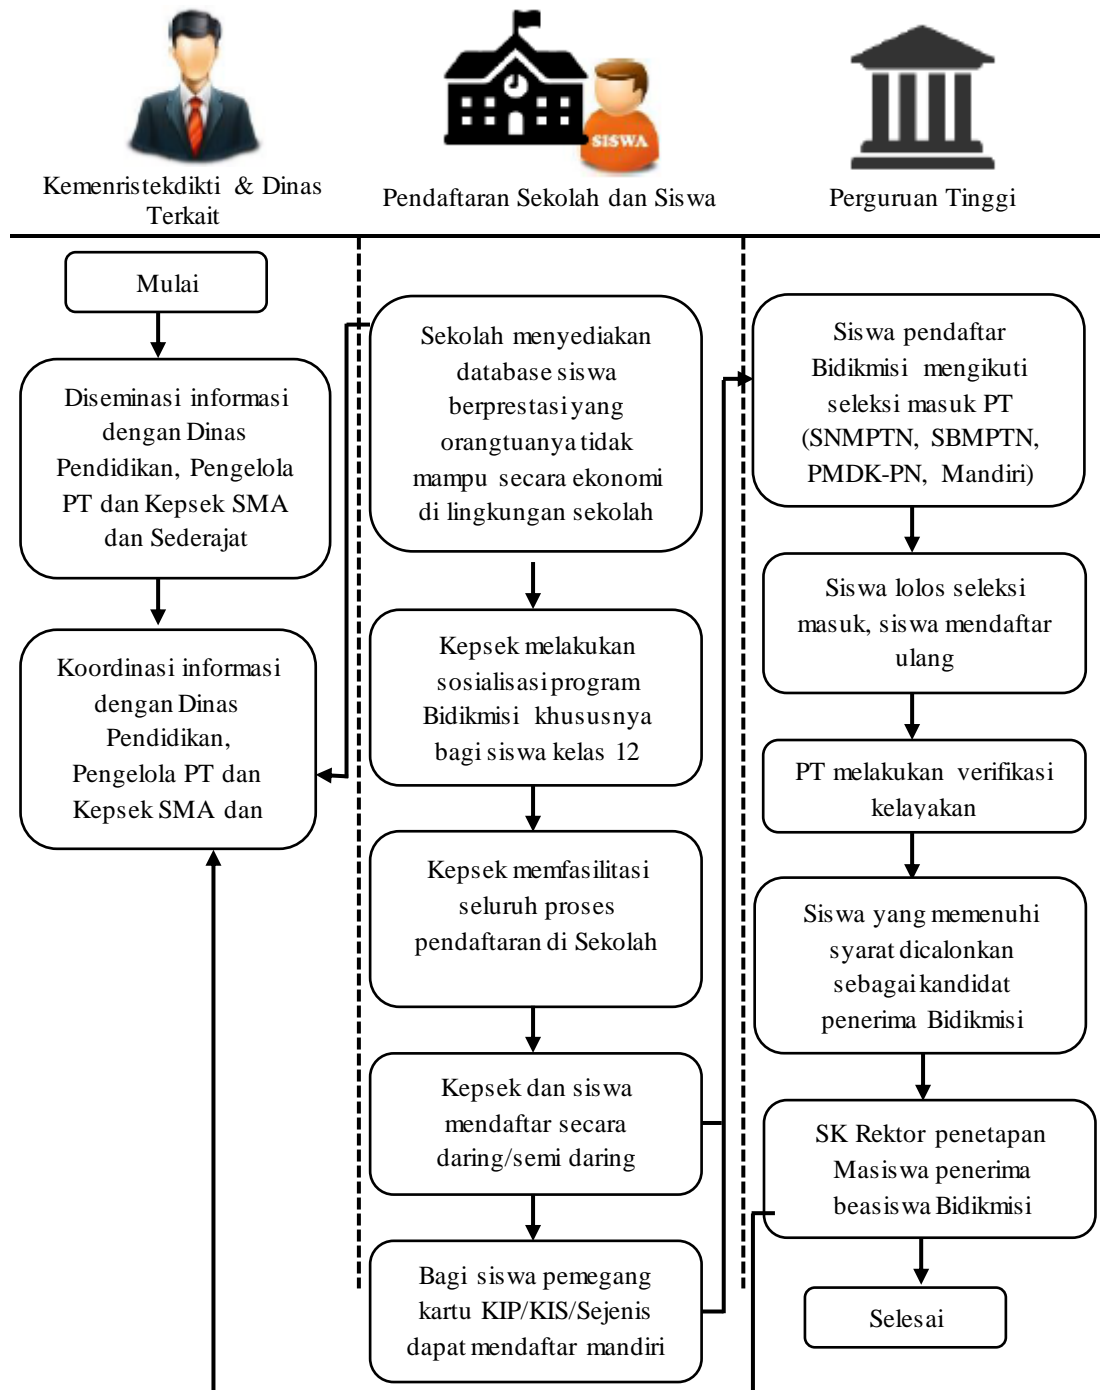 SISWA
Kemenristekdikti & Dinas
Terkait
Pendaftaran Sekolah dan Siswa
Perguruan Tinggi
Mulai
Diseminasi informasi
dengan Dinas
Pendidikan, Pengelola
PT dan Kepsek SMA
dan Sederajat
Koordinasi informasi
dengan Dinas
Pendidikan,
Pengelola PT dan
Kepsek SMA dan
Sekolah menyediakan
database siswa
berprestasi yang
orangtuanya tidak
mampu secara ekonomi
di lingkungan sekolah
Kepsek melakukan
sosialisasi program
Bidikmisi khususnya
bagi siswa kelas 12
Kepsek memfasilitasi
seluruh proses
pendaftaran di Sekolah
Kepsek dan siswa
mendaftar secara
daring/semi daring
Bagi siswa pemegang
kartu KIP/KIS/Sejenis
dapat mendaftar mandiri
Siswa pendaftar
Bidikmisi mengikuti
seleksi masuk PT
(SNMPTN, SBMPTN,
PMDK-PN, Mandiri)
Siswa lolos seleksi
masuk, siswa mendaftar
ulang
PT melakukan verifikasi
kelayakan
Siswa yang memenuhi
syarat dicalonkan
sebagai kandidat
penerima Bidikmisi
SK Rektor penetapan
Masiswa penerima
beasiswa Bidikmisi
Selesai